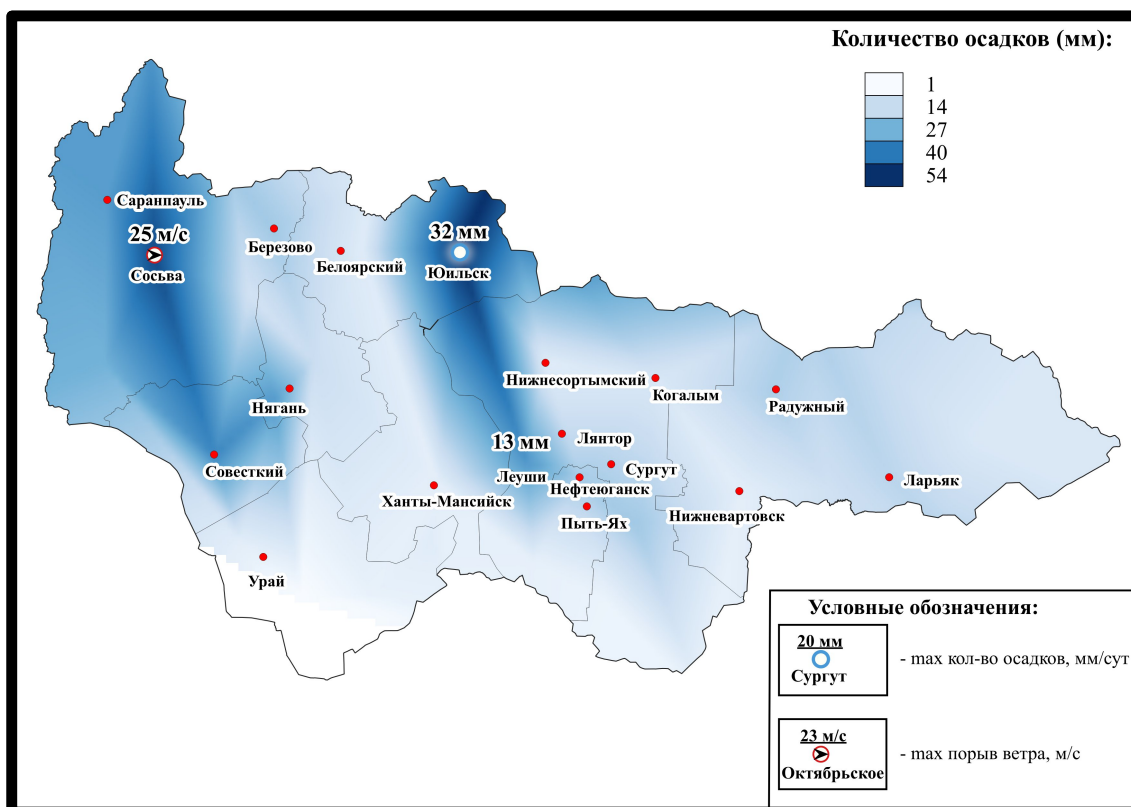 Количество осадков (мм):
1
14
27
40
54
Саранпауль
25 м/с
Сосьва
Березово
Белоярский
32 мм
Юильск
Нижнесортымский
Когалым
Радужный
Нягань
13 мм
Лянтор
Совесткий
Леуши
Сургут
Нефтеюганск
Ларьяк
Ханты-Мансийск
Пыть-Ях
Нижневартовск
Урай
Условные обозначения:
20 мм
Сургут
- max кол-во осадков, мм/сут
23 м/с
Октябрьское
- max порыв ветра, м/с